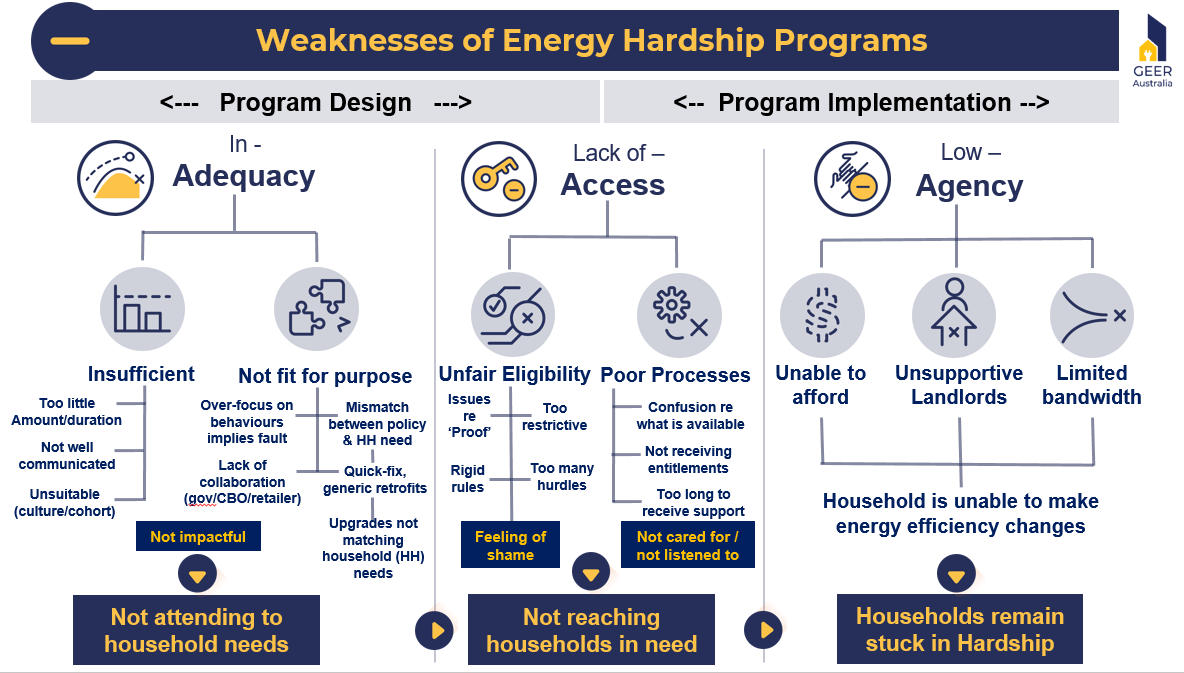 Weaknesses of Energy Hardship Programs
GEER
Australia
<--- Program Design --->
<-- Program Implementation -->
In -
Adequacy
Insufficient
Too little
Amount/duration
Not well
communicated
Unsuitable
(culture/cohort)
Not impactful
Not fit for purpose
Over-focus on
behaviours
implies fault
Lack of
collaboration
(gov/CBO/retailer)
Mismatch
between policy
& HH need
Quick-fix,
generic retrofits
Upgrades not
matching
household (HH)
needs
Not attending to
household needs
Lack of –
Access
Unfair Eligibility
Issues
re
‘Proof’
Too
restrictive
Rigid
rules
Too many
hurdles
Feeling of
shame
Poor Processes
Confusion re
what is available
Not receiving
entitlements
Too long to
receive support
Not cared for /
not listened to
Not reaching
households in need
Low –
Agency
$
Unable to
afford
Unsupportive
Landlords
Limited
bandwidth
Household is unable to make
energy efficiency changes
Households remain
stuck in Hardship